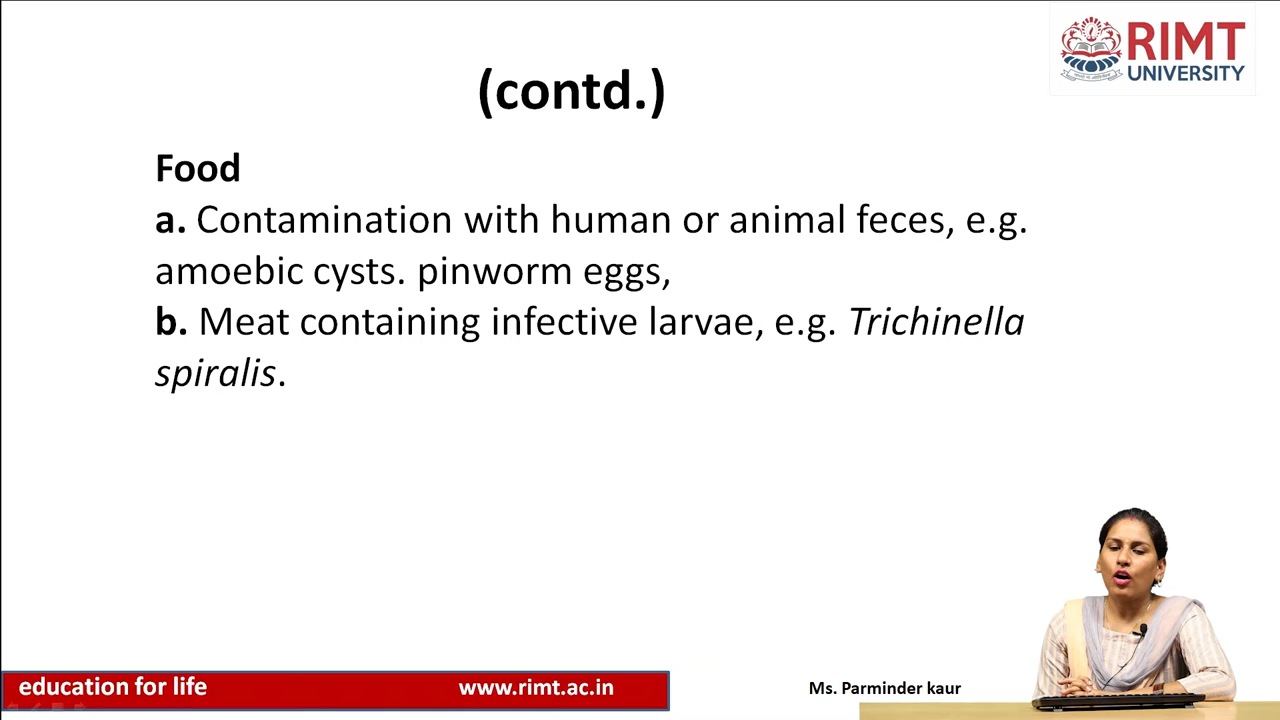 RIMT
UNIVERSITY
(contd.)
Food
a. Contamination with human or animal feces, e.g.
amoebic cysts. pinworm eggs,
b. Meat containing infective larvae, e.g. Trichinella
spiralis.
education for life
www.rimt.ac.in
Ms. Parminder kaur